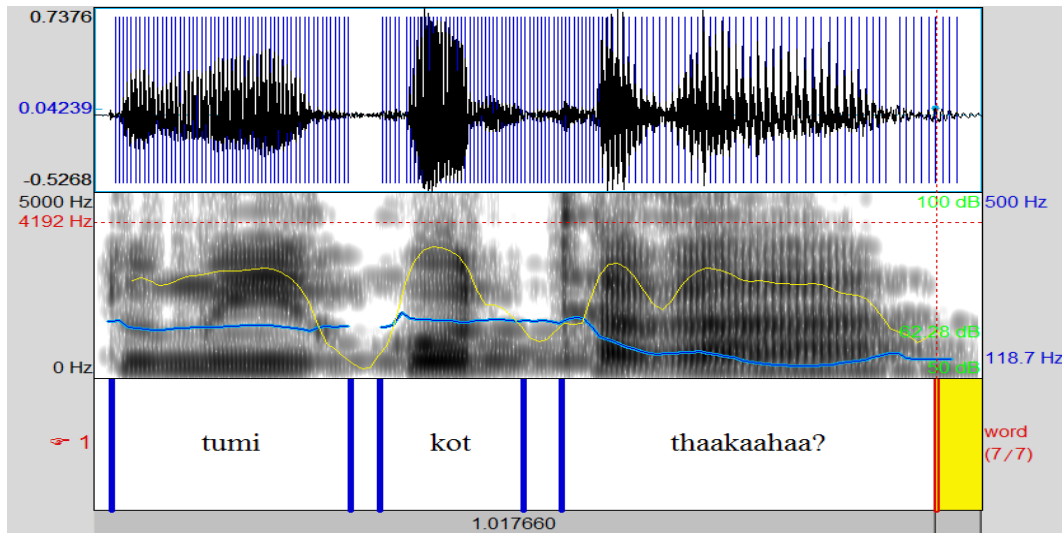 0.7376
0.04239
-0.5268
5000 Hz 100 dB 500 Hz
4192 Hz
62.28 dB
0 Hz 50 dB 118.7 Hz
☞ 1 tumi kot thaakaahaa? word
(7/7)
1.017660